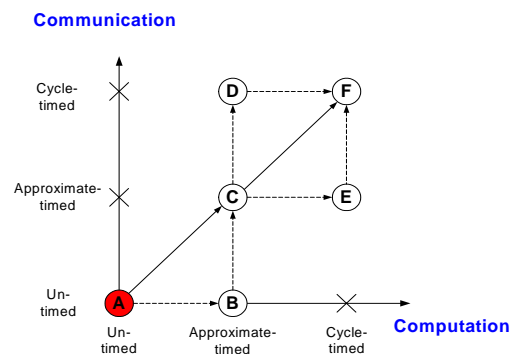 Communication
Cycle-
timed
D
F
Approximate-
timed
C
E
Un-
timed
A
B
Un-
timed
Approximate-
timed
Cycle-
timed
Computation